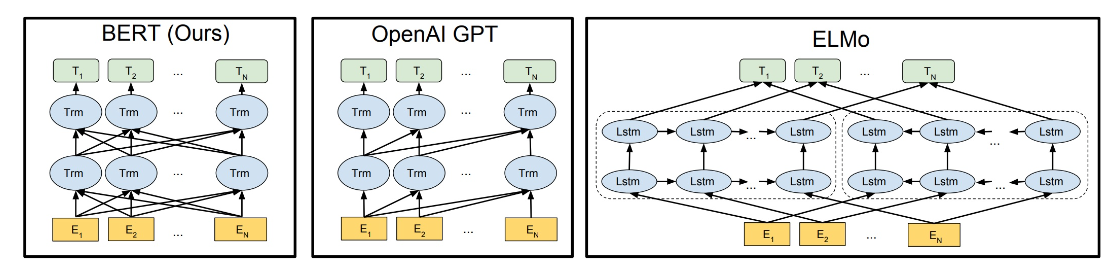 BERT (Ours)
T1 T2 ... TN
Trm Trm ... Trm
Trm Trm ... Trm
E1 E2 ... EN
OpenAI GPT
T1 T2 ... TN
Trm Trm ... Trm
Trm Trm ... Trm
E1 E2 ... EN
ELMo
T1 T2 ... TN
Lstm Lstm ... Lstm Lstm Lstm ... Lstm
Lstm Lstm ... Lstm Lstm Lstm ... Lstm
E1 E2 ... EN